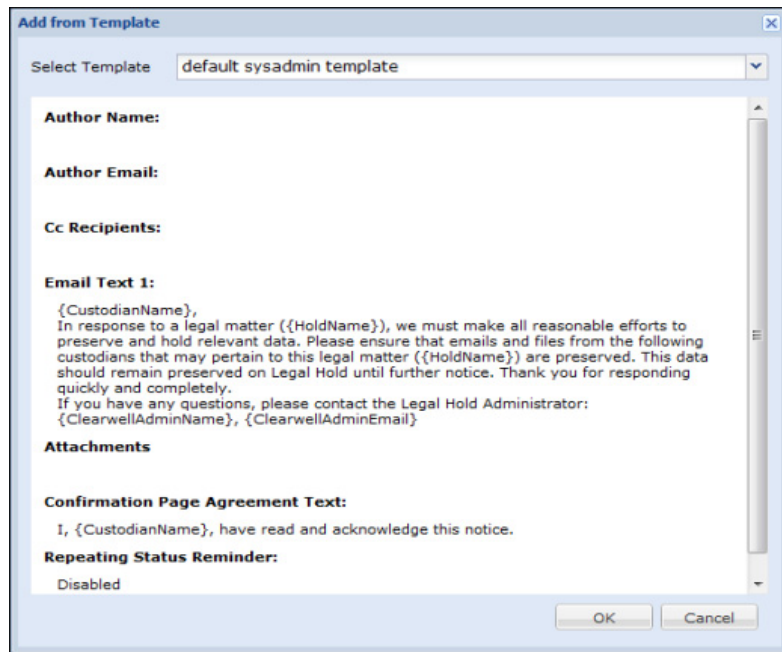 Add from Template
Select Template default sysadmin template
Author Name:
Author Email:
Cc Recipients:
Email Text 1:
{CustodianName},
In response to a legal matter ({HoldName}), we must make all reasonable efforts to
preserve and hold relevant data. Please ensure that emails and files from the following
custodians that may pertain to this legal matter ({HoldName}) are preserved. This data
should remain preserved on Legal Hold until further notice. Thank you for responding
quickly and completely.
If you have any questions, please contact the Legal Hold Administrator:
{ClearwellAdminName}, {ClearwellAdminEmail}
Attachments
Confirmation Page Agreement Text:
I, {CustodianName}, have read and acknowledge this notice.
Repeating Status Reminder:
Disabled
OK Cancel